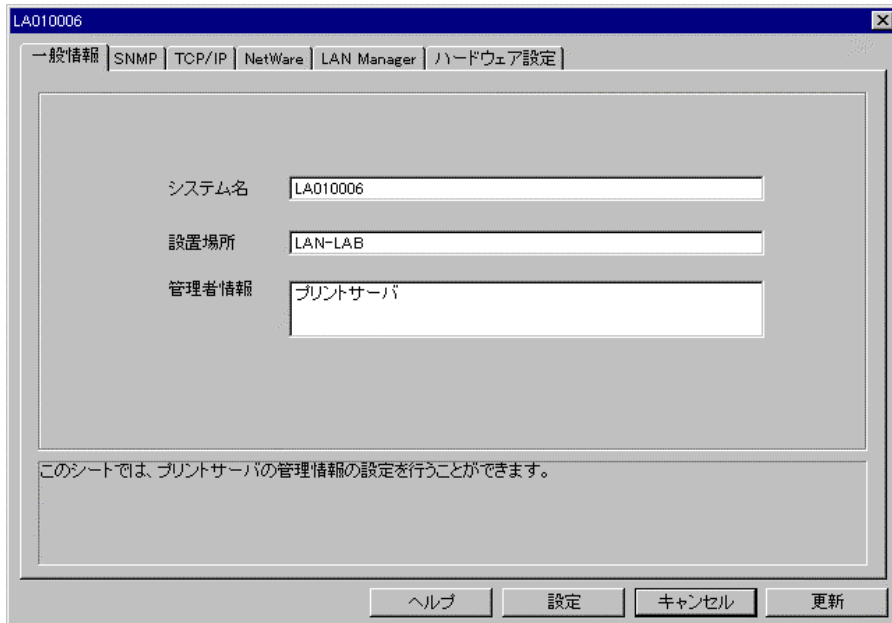 LA010006
一般情報 SNMP TCP/IP NetWare LAN Manager ハードウェア設定
システム名 LA010006
設置場所 LAN-LAB
管理者情報 プリントサーバ
このシートでは、プリントサーバの管理情報の設定を行うことができます。
ヘルプ 設定 キャンセル 更新